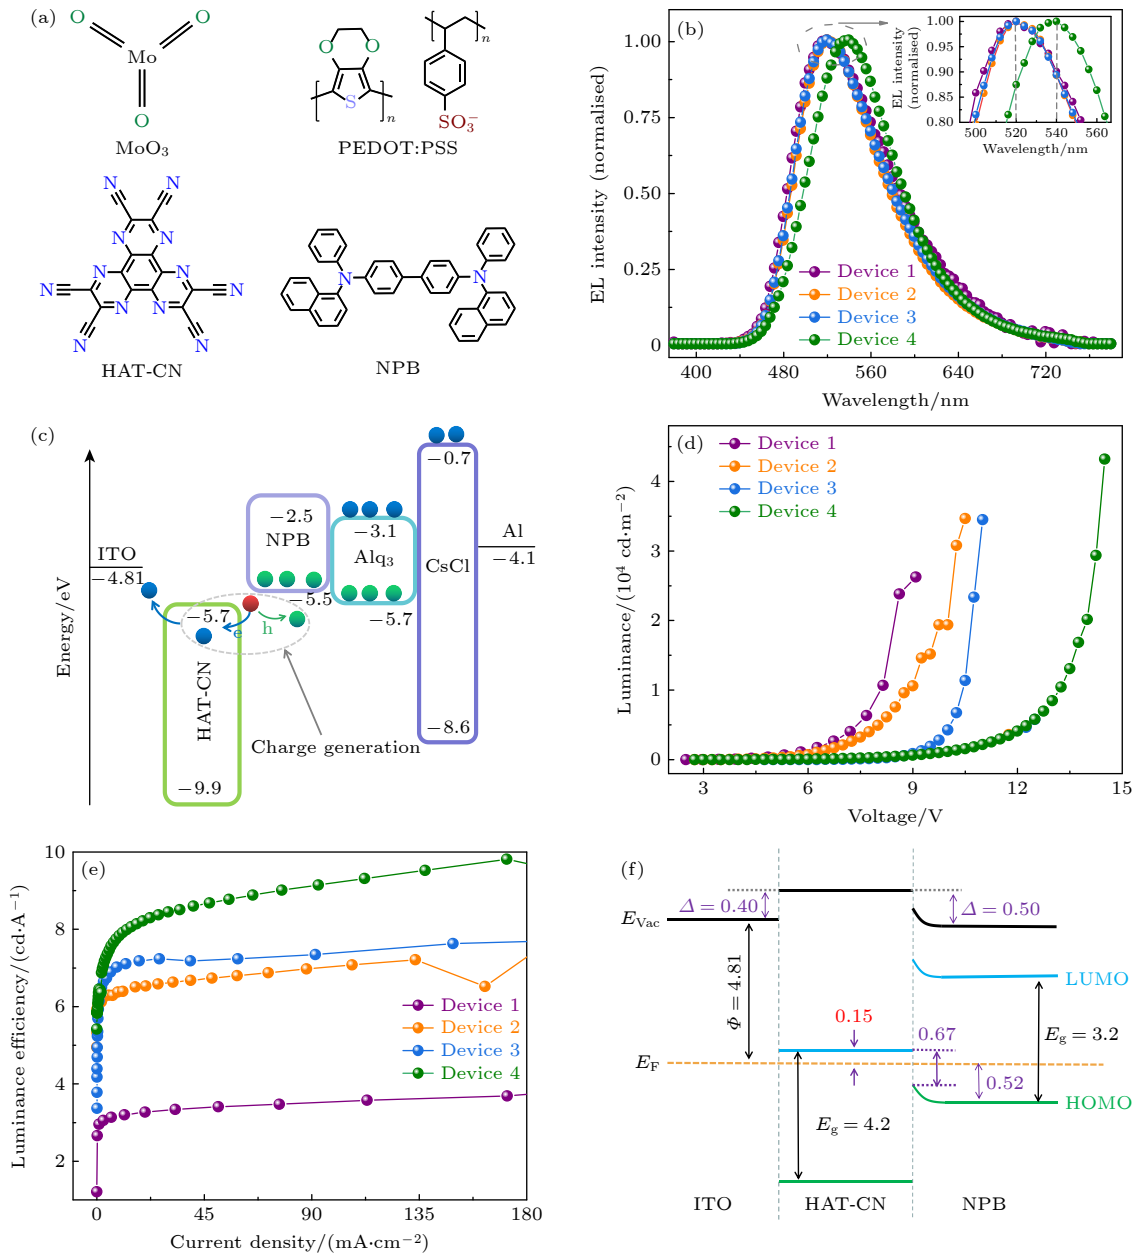 (a)
O
O
Mo
O
MoO₃
O
O
S
n
n
SO₃⁻
PEDOT:PSS
N
N
N
N
N
N
N
N
N
N
N
N
HAT-CN
N
N
NPB
(b)
EL intensity (normalised)
1.00
0.75
0.50
0.25
0
400
480
560
640
720
Wavelength/nm
Device 1
Device 2
Device 3
Device 4
EL intensity
(normalised)
1.00
0.95
0.90
0.85
0.80
500
520
540
560
Wavelength/nm
(c)
Energy/eV
ITO
−4.81
−5.7
e
h
HAT-CN
−9.9
−2.5
NPB
−5.5
−3.1
Alq₃
−5.7
−0.7
CsCl
−8.6
Al
−4.1
Charge generation
(d)
Luminance/(10⁴ cd·m⁻²)
4
3
2
1
0
3
6
9
12
15
Voltage/V
Device 1
Device 2
Device 3
Device 4
(e)
Luminance efficiency/(cd·A⁻¹)
10
8
6
4
2
0
45
90
135
180
Current density/(mA·cm⁻²)
Device 1
Device 2
Device 3
Device 4
(f)
E_Vac
Δ = 0.40
Δ = 0.50
Φ = 4.81
LUMO
0.15
0.67
E_g = 3.2
E_F
0.52
HOMO
E_g = 4.2
ITO
HAT-CN
NPB